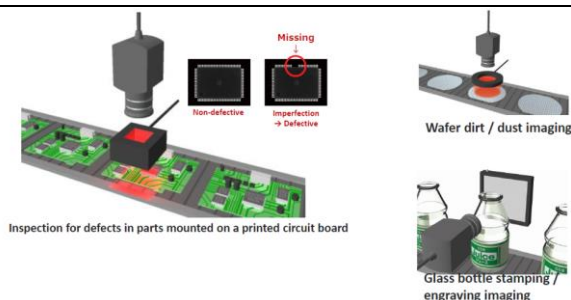 Missing
Non-defective
Imperfection
→ Defective
Inspection for defects in parts mounted on a printed circuit board
Wafer dirt / dust imaging
Juice
Glass bottle stamping /
engraving imaging